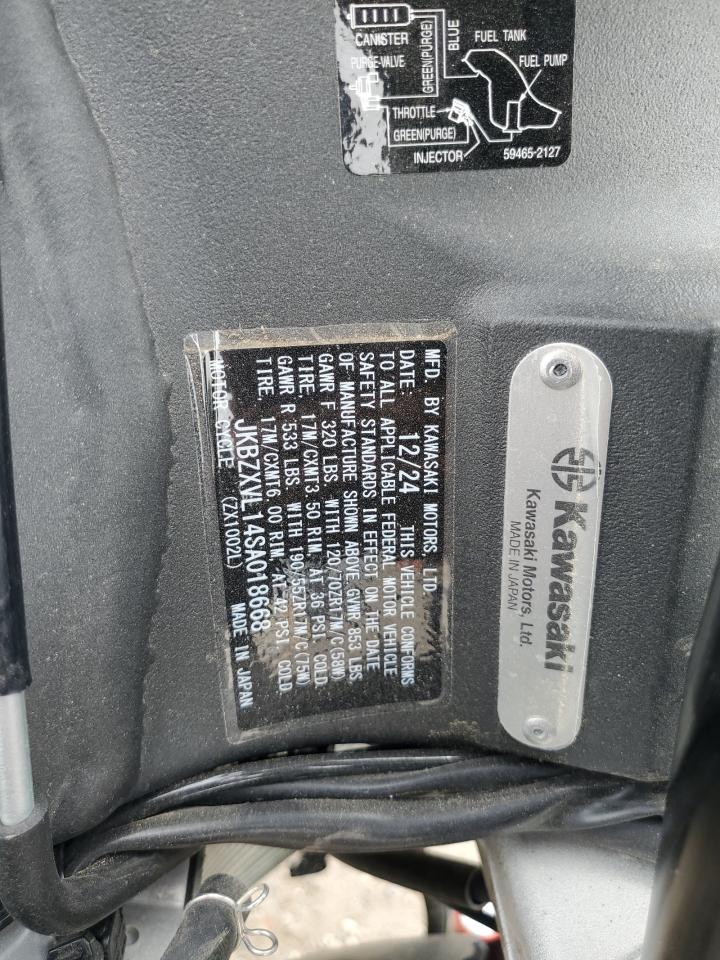 CANISTER
PURGE-VALVE
GREEN(PURGE)
BLUE
FUEL TANK
FUEL PUMP
THROTTLE
GREEN(PURGE)
INJECTOR
59465-2127
MFD. BY KAWASAKI MOTORS, LTD.
DATE: 12/24 THIS VEHICLE CONFORMS
TO ALL APPLICABLE FEDERAL MOTOR VEHICLE
SAFETY STANDARDS IN EFFECT ON THE DATE
OF MANUFACTURE SHOWN ABOVE. GVWR 853 LBS.
GAWR F 320 LBS. WITH 120/70ZR17M/C(58W)
TIRE, 17M/CXMT3.50 RIM, AT 36 PSI. COLD.
GAWR R 533 LBS. WITH 190/55ZR17M/C(75W)
TIRE, 17M/CXMT6.00 RIM, AT 42 PSI. COLD.
JKBZXVL14SA018668
MOTOR CYCLE (ZX1002L) MADE IN JAPAN
Kawasaki
Kawasaki Motors, Ltd.
MADE IN JAPAN